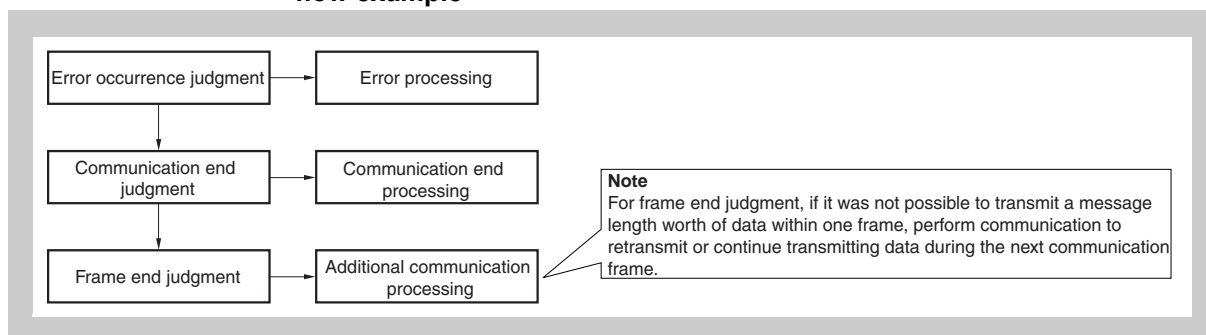 flow example
Error occurrence judgment
Error processing
Communication end
judgment
Communication end
processing
Frame end judgment
Additional communication
processing
Note
For frame end judgment, if it was not possible to transmit a message
length worth of data within one frame, perform communication to
retransmit or continue transmitting data during the next communication
frame.